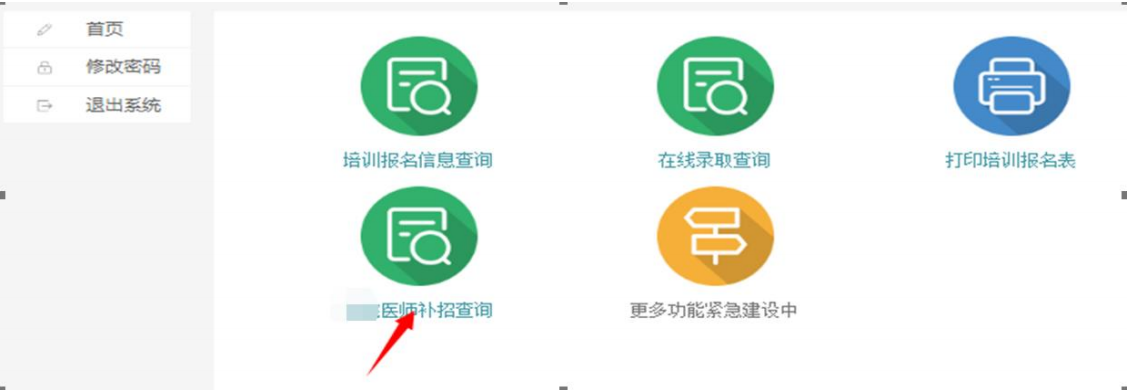 首页
修改密码
退出系统
培训报名信息查询
在线录取查询
打印培训报名表
医师补招查询
更多功能紧急建设中